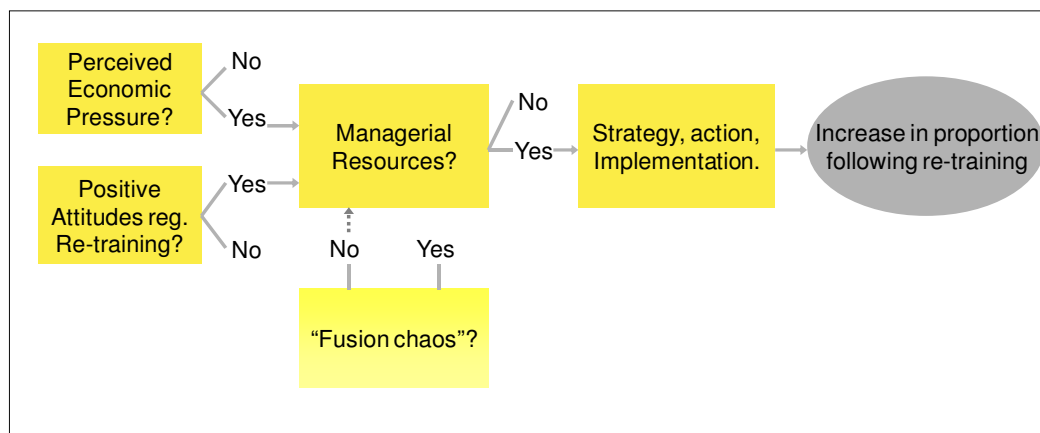 Perceived
Economic
Pressure?
No
Yes
Positive
Attitudes reg.
Re-training?
Yes
No
Managerial
Resources?
No
Yes
“Fusion chaos”?
No
Yes
Strategy, action,
Implementation.
Increase in proportion
following re-training